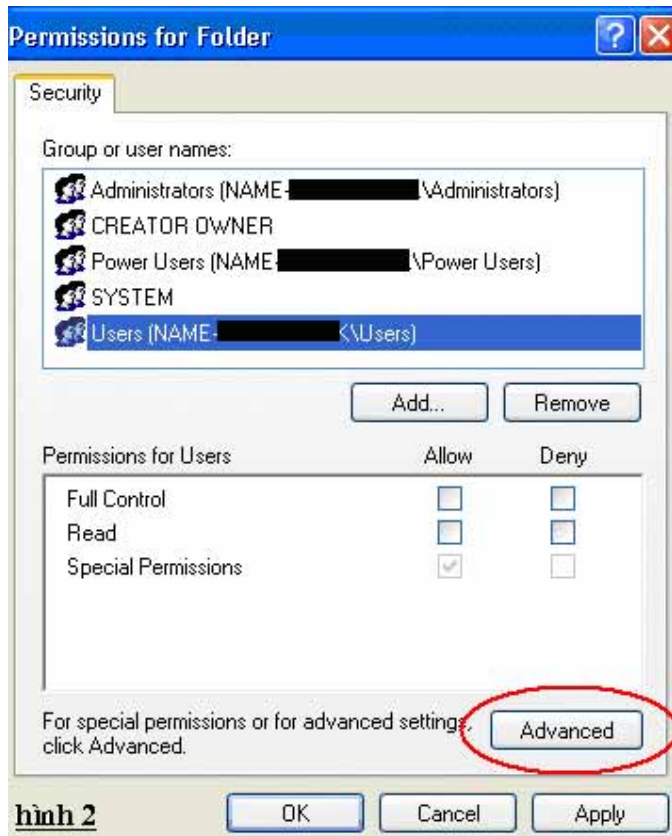 Permissions for Folder
Security
Group or user names:
Administrators (NAME- \Administrators)
CREATOR OWNER
Power Users (NAME- \Power Users)
SYSTEM
Users (NAME- K\Users)
Add... Remove
Permissions for Users Allow Deny
Full Control
Read
Special Permissions
For special permissions or for advanced settings, Advanced
click Advanced.
hình 2 OK Cancel Apply